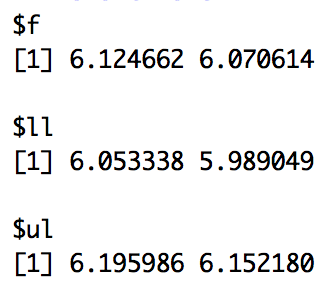 $f
[1] 6.124662 6.070614
$ll
[1] 6.053338 5.989049
$ul
[1] 6.195986 6.152180